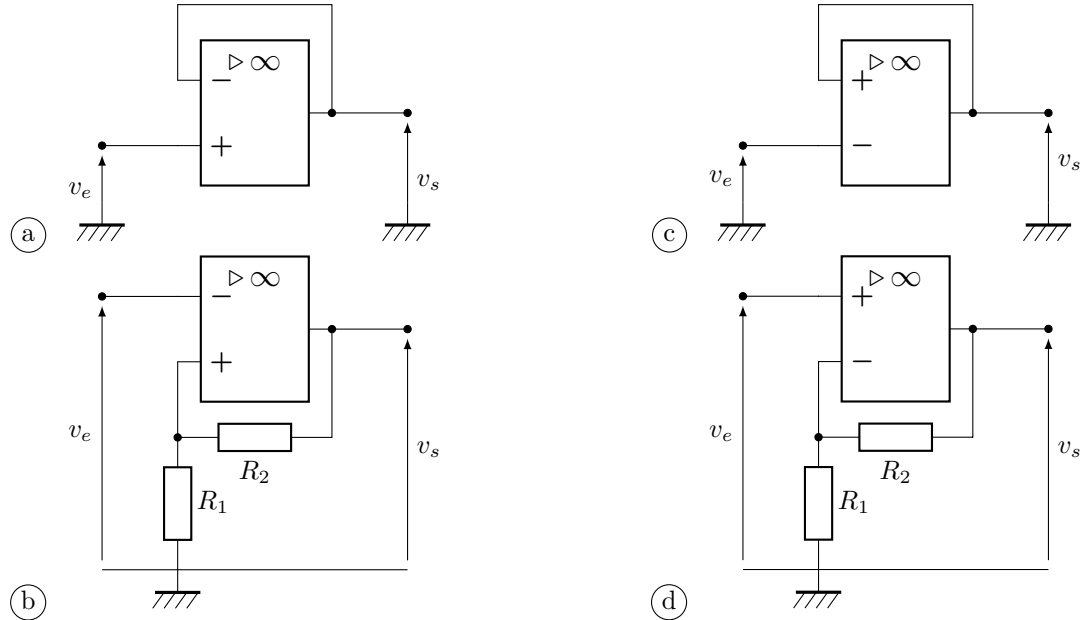 ▷ ∞
−
+
v_e
v_s
a
▷ ∞
+
−
v_e
v_s
c
▷ ∞
−
+
v_e
v_s
R_2
R_1
b
▷ ∞
+
−
v_e
v_s
R_2
R_1
d